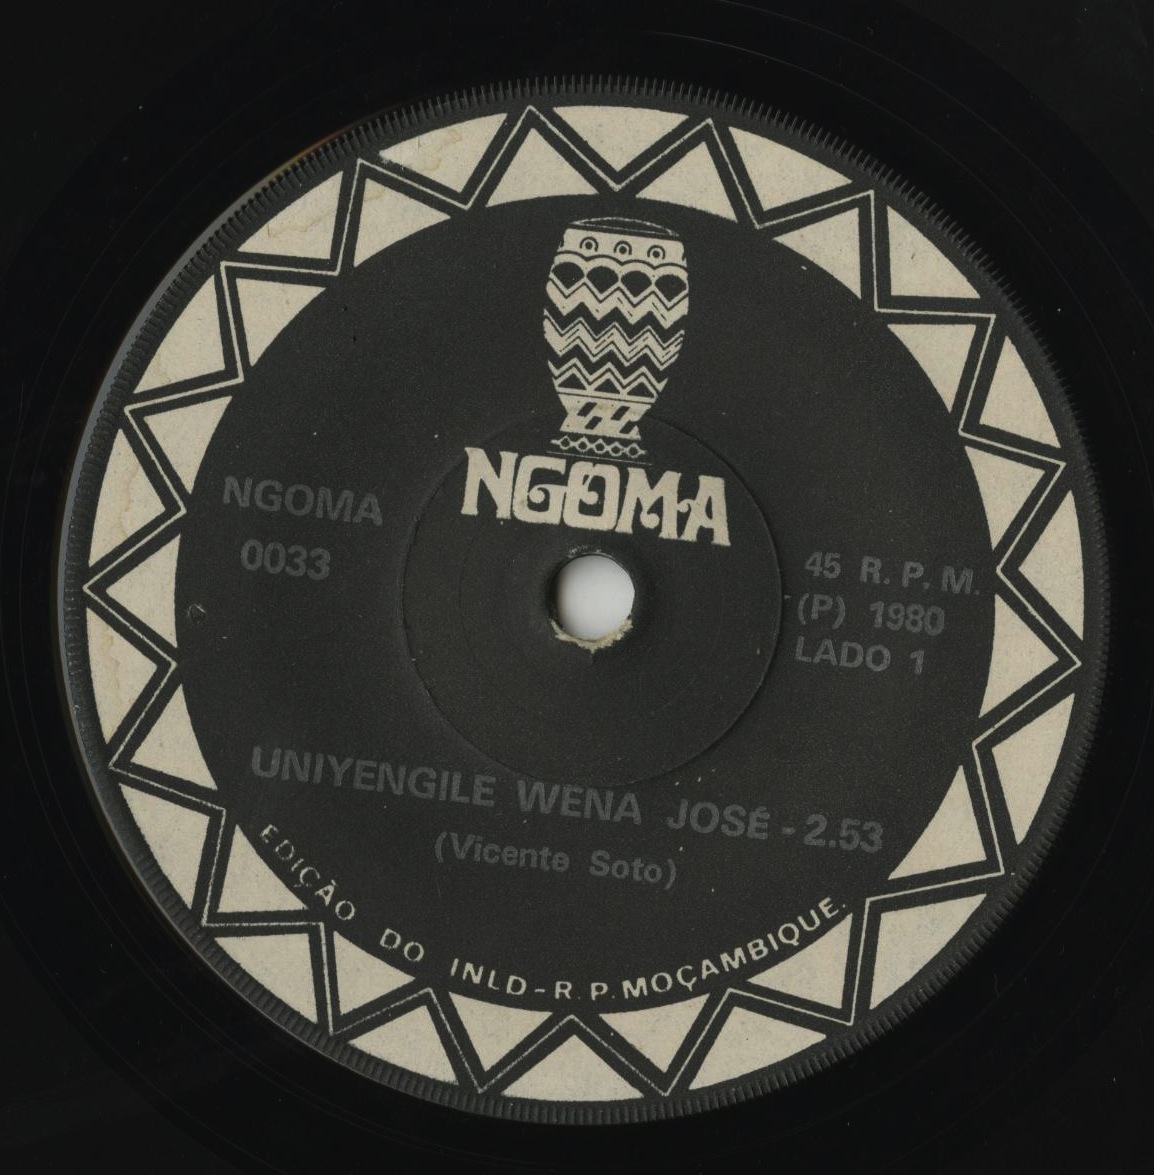 NGOMA
NGOMA
0033
45 R. P. M.
(P) 1980
LADO 1
UNIYENGILE WENA JOSÉ - 2.53
(Vicente Soto)
EDIÇÃO DO INLD-R.P.MOÇAMBIQUE.